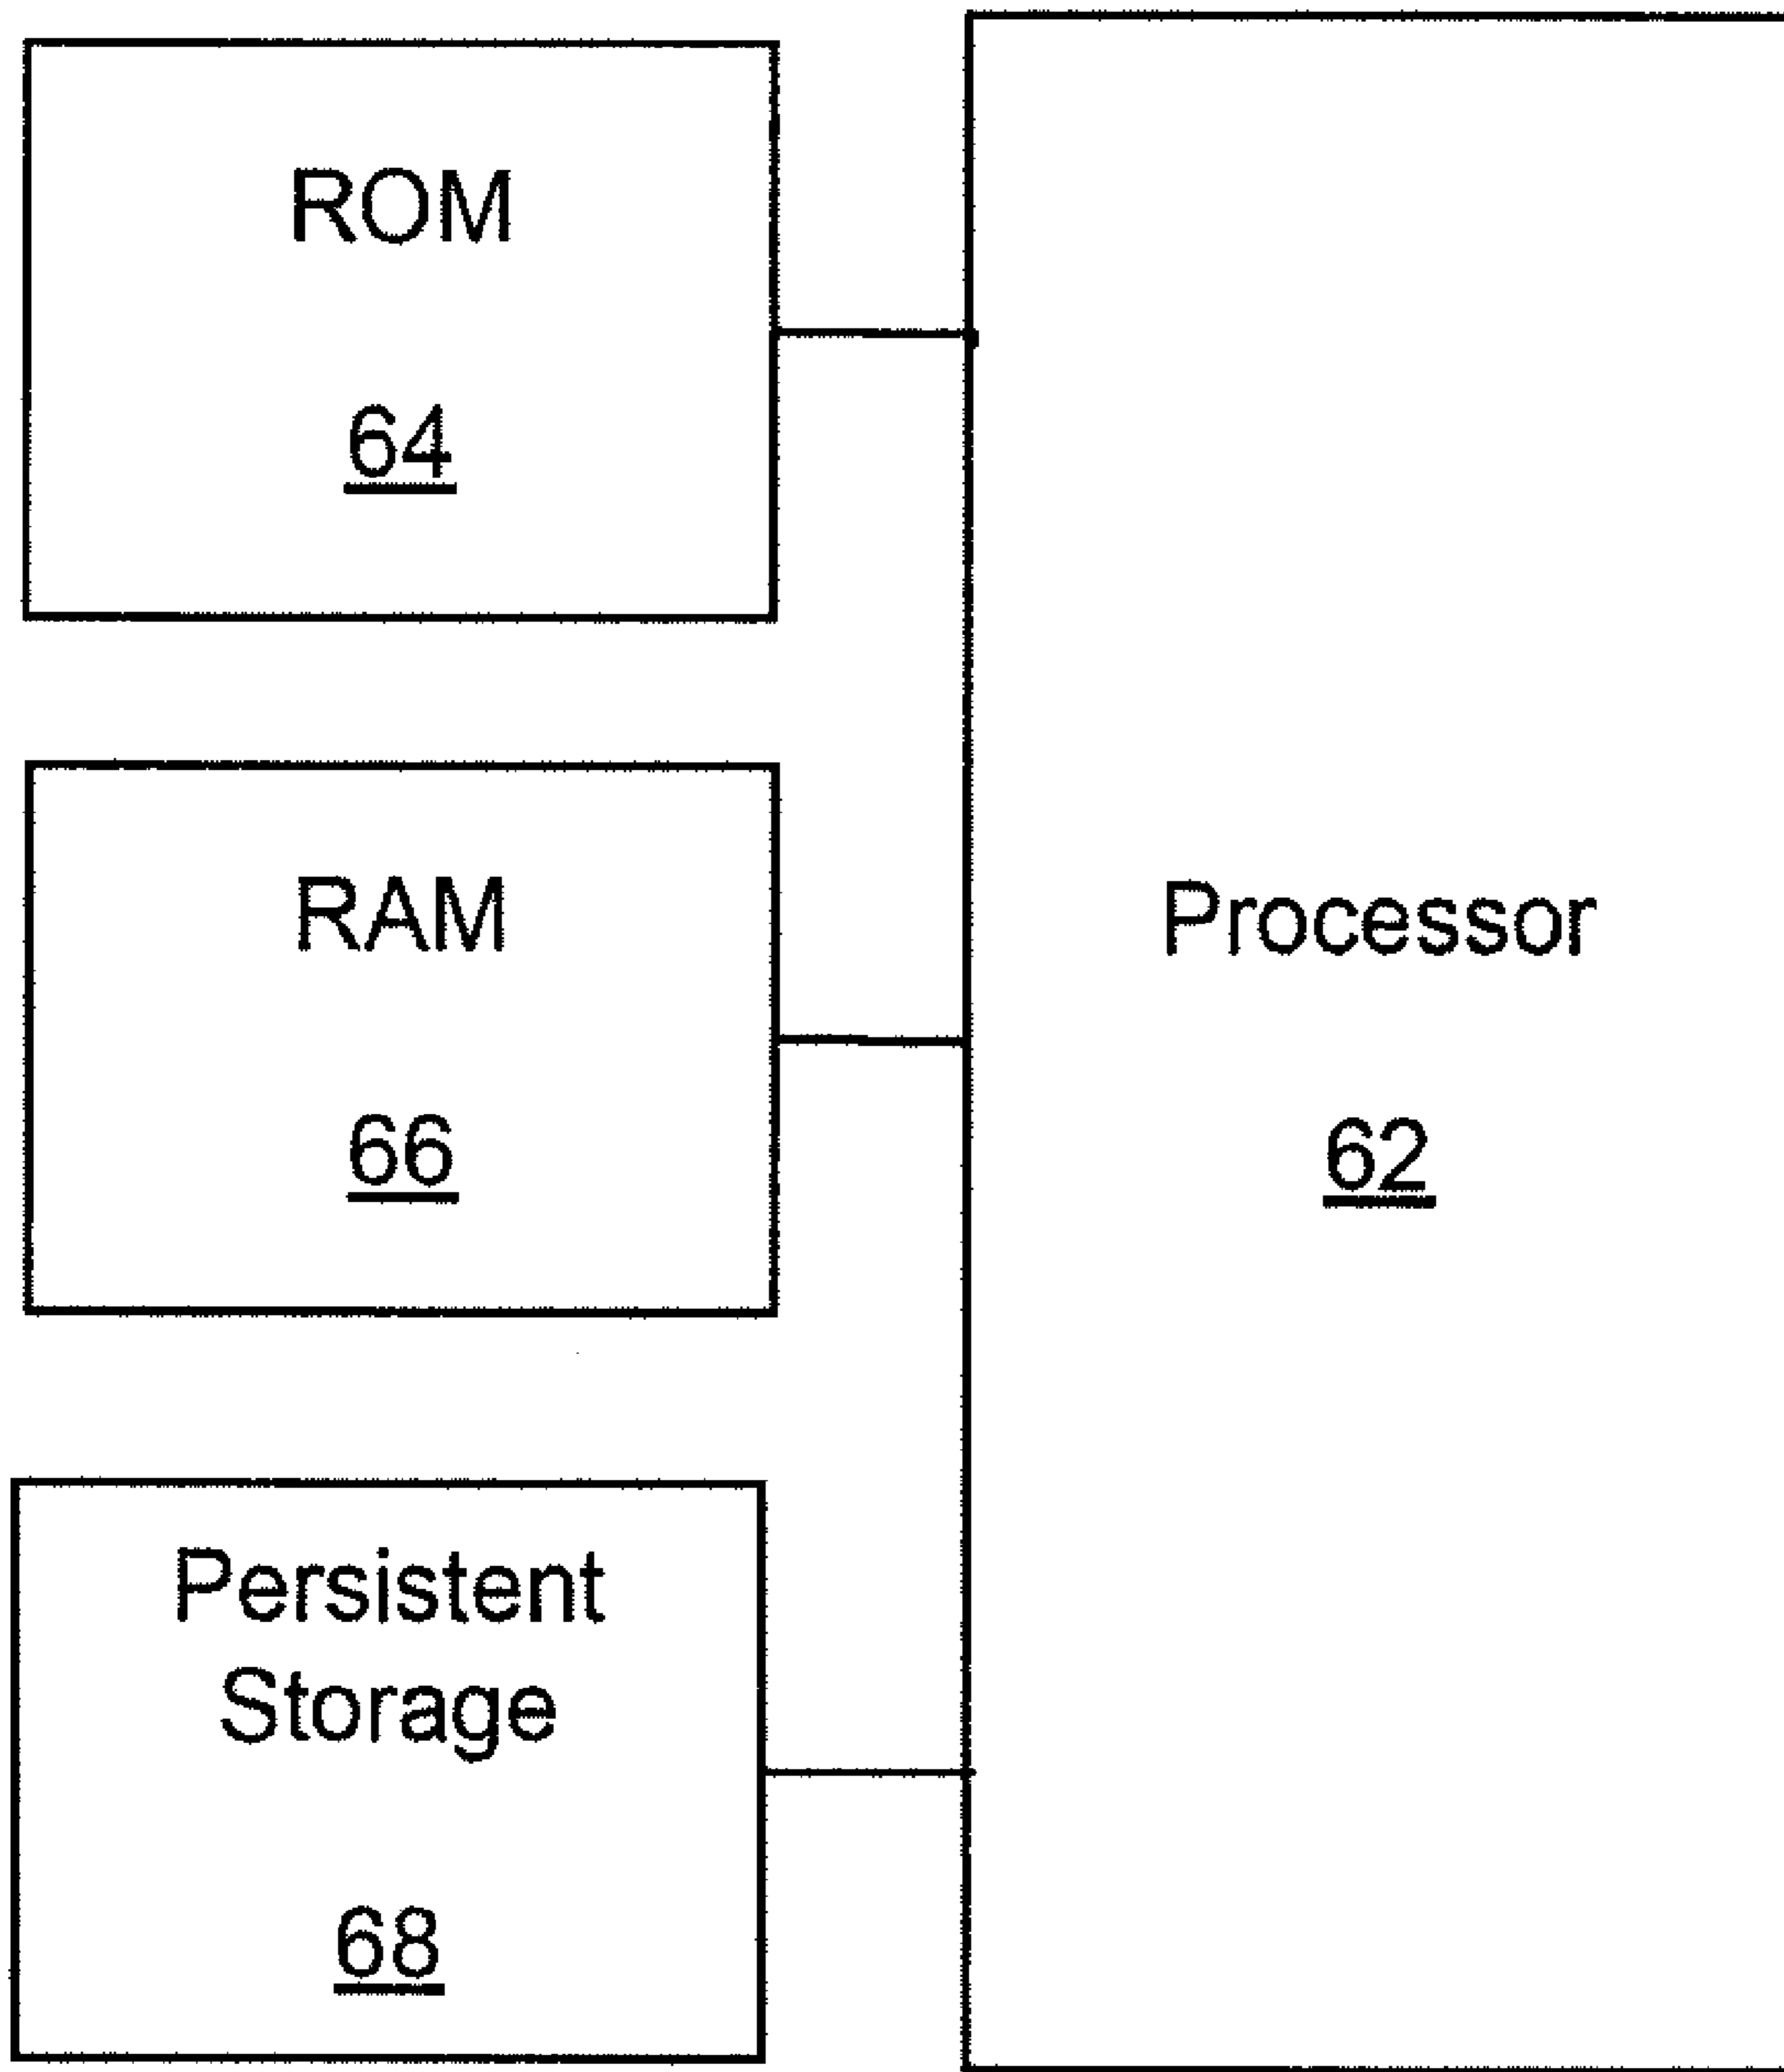 ROM
64
RAM
66
Persistent
Storage
68
Processor
62